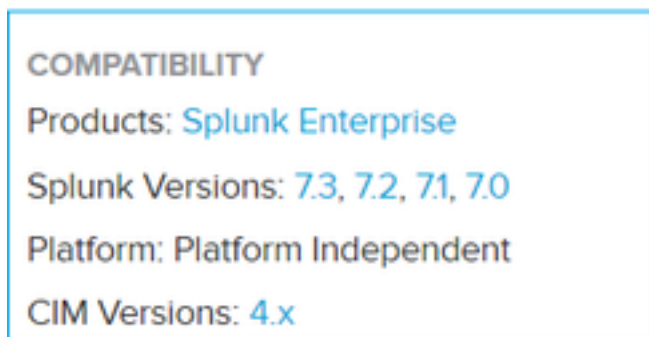 COMPATIBILITY
Products: Splunk Enterprise
Splunk Versions: 7.3, 7.2, 7.1, 7.0
Platform: Platform Independent
CIM Versions: 4.x